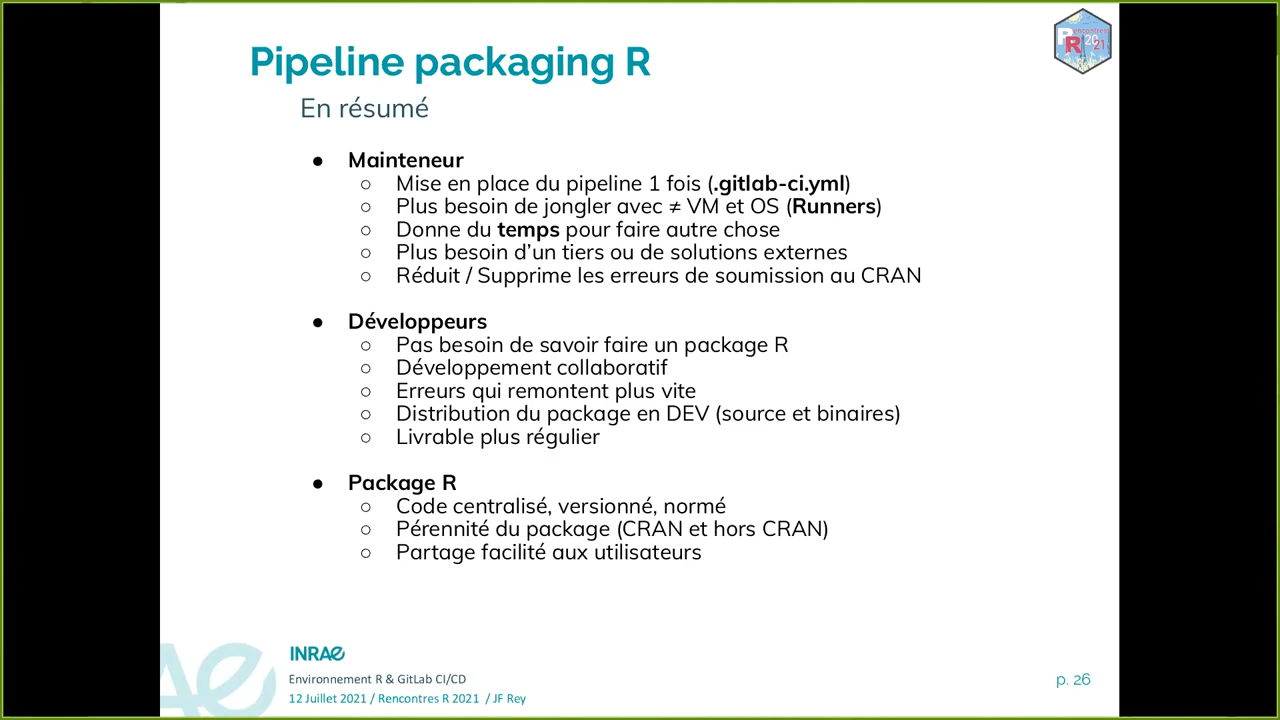 Pipeline packaging R
En résumé
● Mainteneur
○ Mise en place du pipeline 1 fois (.gitlab-ci.yml)
○ Plus besoin de jongler avec ≠ VM et OS (Runners)
○ Donne du temps pour faire autre chose
○ Plus besoin d'un tiers ou de solutions externes
○ Réduit / Supprime les erreurs de soumission au CRAN
● Développeurs
○ Pas besoin de savoir faire un package R
○ Développement collaboratif
○ Erreurs qui remontent plus vite
○ Distribution du package en DEV (source et binaires)
○ Livrable plus régulier
● Package R
○ Code centralisé, versionné, normé
○ Pérennité du package (CRAN et hors CRAN)
○ Partage facilité aux utilisateurs
INRAE
Environnement R & GitLab CI/CD
12 Juillet 2021 / Rencontres R 2021 / JF Rey
p. 26